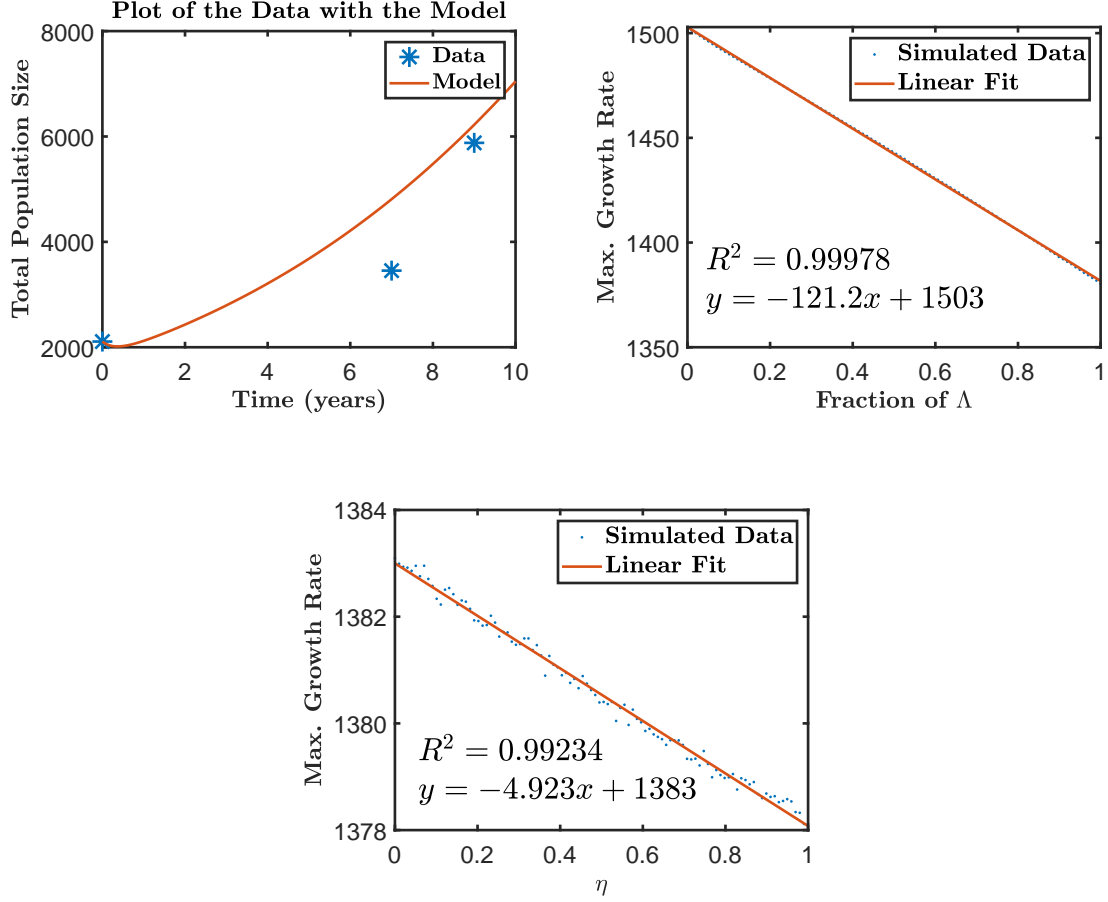 Plot of the Data with the Model
8000
6000
4000
2000
Total Population Size
Data
Model
0 2 4 6 8 10
Time (years)
1500
1450
1400
1350
Max. Growth Rate
Simulated Data
Linear Fit
R² = 0.99978
y = −121.2x + 1503
0 0.2 0.4 0.6 0.8 1
Fraction of Λ
1384
1382
1380
1378
Max. Growth Rate
Simulated Data
Linear Fit
R² = 0.99234
y = −4.923x + 1383
0 0.2 0.4 0.6 0.8 1
η